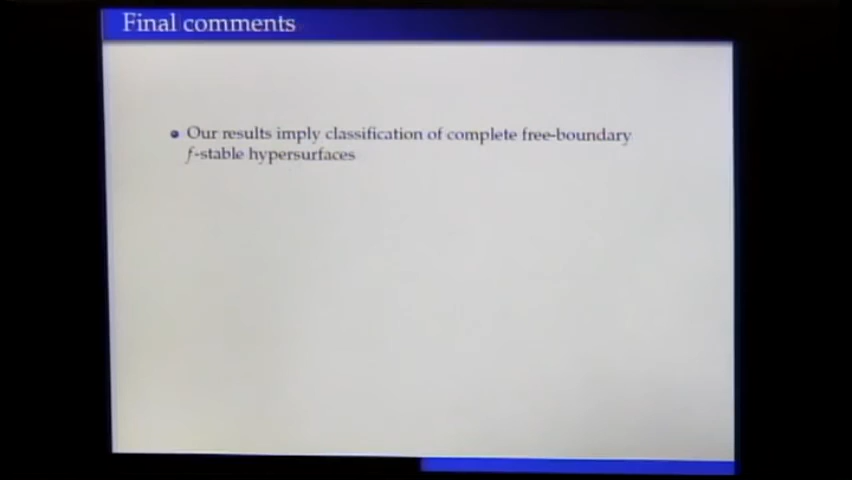 Final comments
Our results imply classification of complete free-boundary
f-stable hypersurfaces